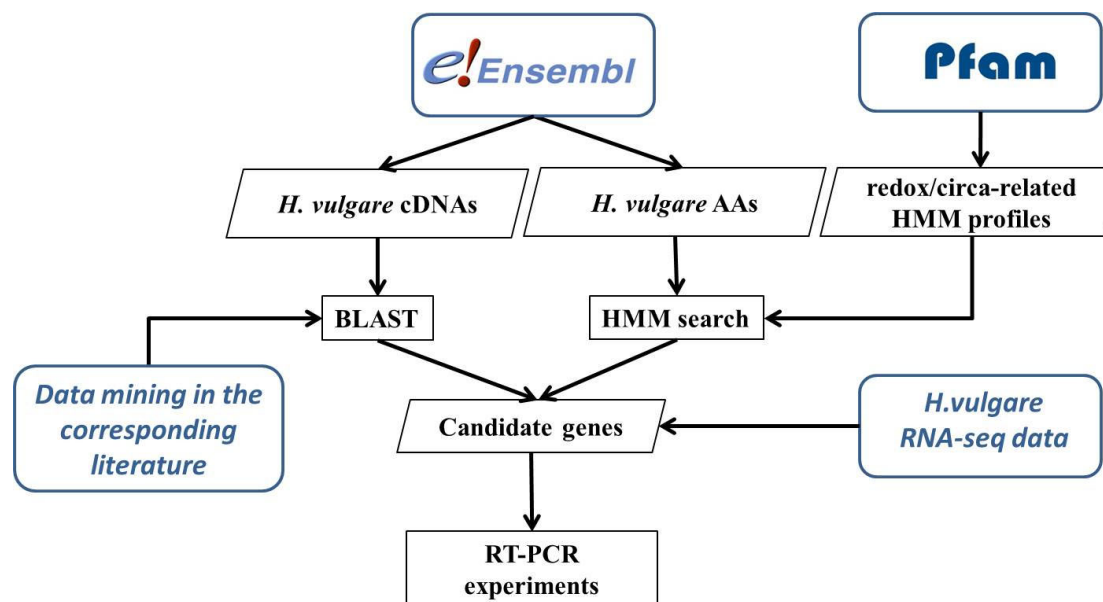 e!Ensembl
Pfam
H. vulgare cDNAs
H. vulgare AAs
redox/circa-related
HMM profiles
BLAST
HMM search
Data mining in the
corresponding
literature
Candidate genes
H.vulgare
RNA-seq data
RT-PCR
experiments